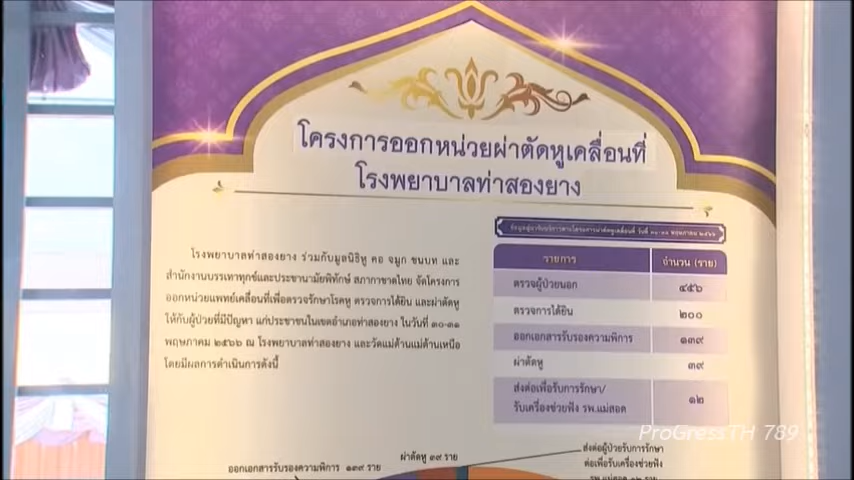 โครงการออกหน่วยผ่าตัดหูเคลื่อนที่
โรงพยาบาลท่าสองยาง
โรงพยาบาลท่าสองยาง ร่วมกับมูลนิธิหู คอ จมูก ชนบท และ
สำนักงานบรรเทาทุกข์และประชานามัยพิทักษ์ สภากาชาดไทย จัดโครงการ
ออกหน่วยแพทย์เคลื่อนที่เพื่อตรวจรักษาโรคหู ตรวจการได้ยิน และผ่าตัดหู
ให้กับผู้ป่วยที่มีปัญหา แก่ประชาชนในเขตอำเภอท่าสองยาง ในวันที่ ๑๐-๑๑
พฤษภาคม ๒๕๖๖ ณ โรงพยาบาลท่าสองยาง และวัดแม่ต้านแม่ต้านเหนือ
โดยมีผลการดำเนินการดังนี้
รายการ จำนวน (ราย)
ตรวจผู้ป่วยนอก ๔๕๖
ตรวจการได้ยิน ๒๐๐
ออกเอกสารรับรองความพิการ ๑๓๙
ผ่าตัดหู ๓๙
ส่งต่อเพื่อรับการรักษา/
รับเครื่องช่วยฟัง รพ.แม่สอด ๑๒
ProGressTH 789
ผ่าตัดหู ๓๙ ราย
ออกเอกสารรับรองความพิการ ๑๓๙ ราย
ส่งต่อผู้ป่วยรับการรักษา
ต่อเพื่อรับเครื่องช่วยฟัง
รพ.แม่สอด ๑๒ ราย